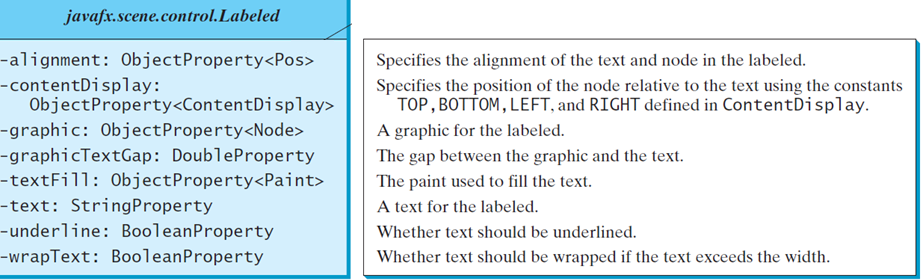 javafx.scene.control.Labeled
-alignment: ObjectProperty<Pos>
-contentDisplay:
ObjectProperty<ContentDisplay>
-graphic: ObjectProperty<Node>
-graphicTextGap: DoubleProperty
-textFill: ObjectProperty<Paint>
-text: StringProperty
-underline: BooleanProperty
-wrapText: BooleanProperty
Specifies the alignment of the text and node in the labeled.
Specifies the position of the node relative to the text using the constants
TOP, BOTTOM, LEFT, and RIGHT defined in ContentDisplay.
A graphic for the labeled.
The gap between the graphic and the text.
The paint used to fill the text.
A text for the labeled.
Whether text should be underlined.
Whether text should be wrapped if the text exceeds the width.